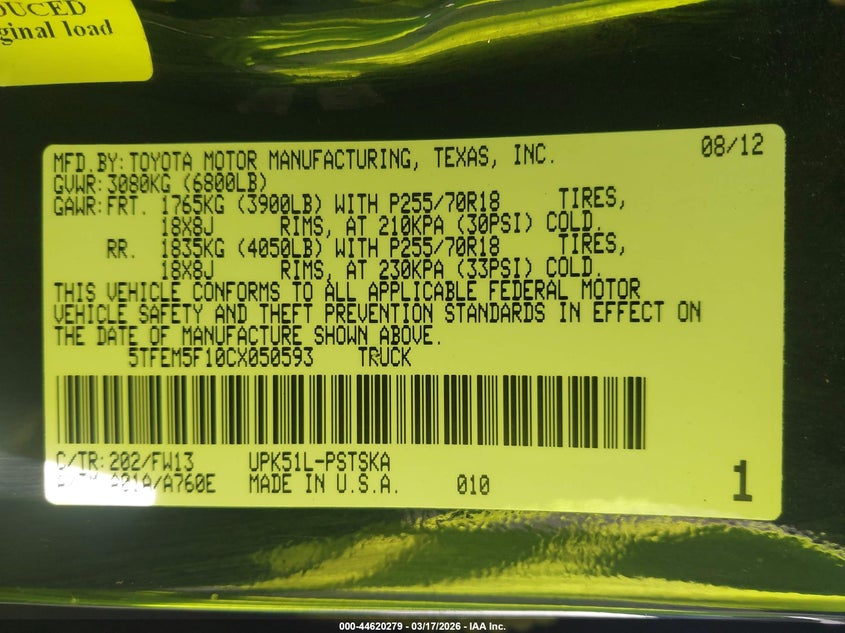 DUCED
ginal load
MFD.BY:TOYOTA MOTOR MANUFACTURING, TEXAS, INC. 08/12
GVWR:3080KG (6800LB)
GAWR:FRT. 1765KG (3900LB) WITH P255/70R18 TIRES,
18X8J RIMS, AT 210KPA (30PSI) COLD.
RR. 1835KG (4050LB) WITH P255/70R18 TIRES,
18X8J RIMS, AT 230KPA (33PSI) COLD.
THIS VEHICLE CONFORMS TO ALL APPLICABLE FEDERAL MOTOR
VEHICLE SAFETY AND THEFT PREVENTION STANDARDS IN EFFECT ON
THE DATE OF MANUFACTURE SHOWN ABOVE.
5TFEM5F10CX050593 TRUCK
C/TR:202/FW13 UPK51L-PSTSKA
A01A/A760E MADE IN U.S.A. 010 1
000-44620279 - 03/17/2026 - IAA Inc.